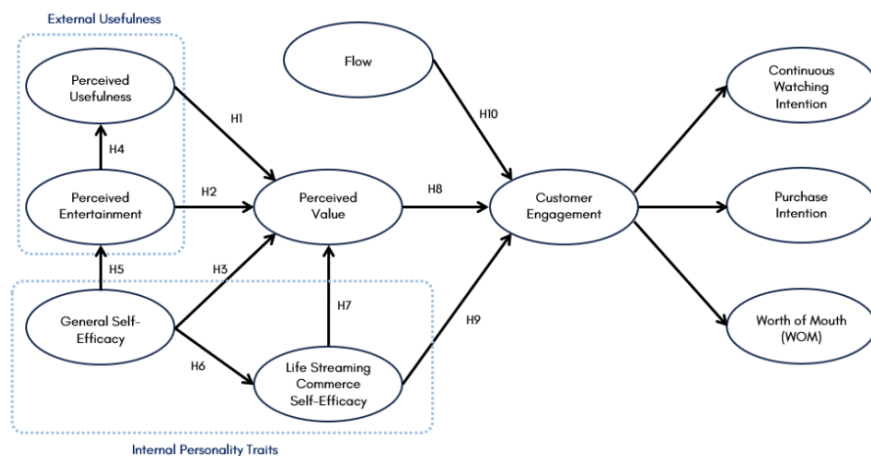 External Usefulness
Perceived
Usefulness
Flow
Continuous
Watching
Intention
H1
H10
H4
Perceived
Entertainment
H2
Perceived
Value
H8
Customer
Engagement
Purchase
Intention
H5
H3
H7
H9
General Self-
Efficacy
H6
Life Streaming
Commerce
Self-Efficacy
Worth of Mouth
(WOM)
Internal Personality Traits